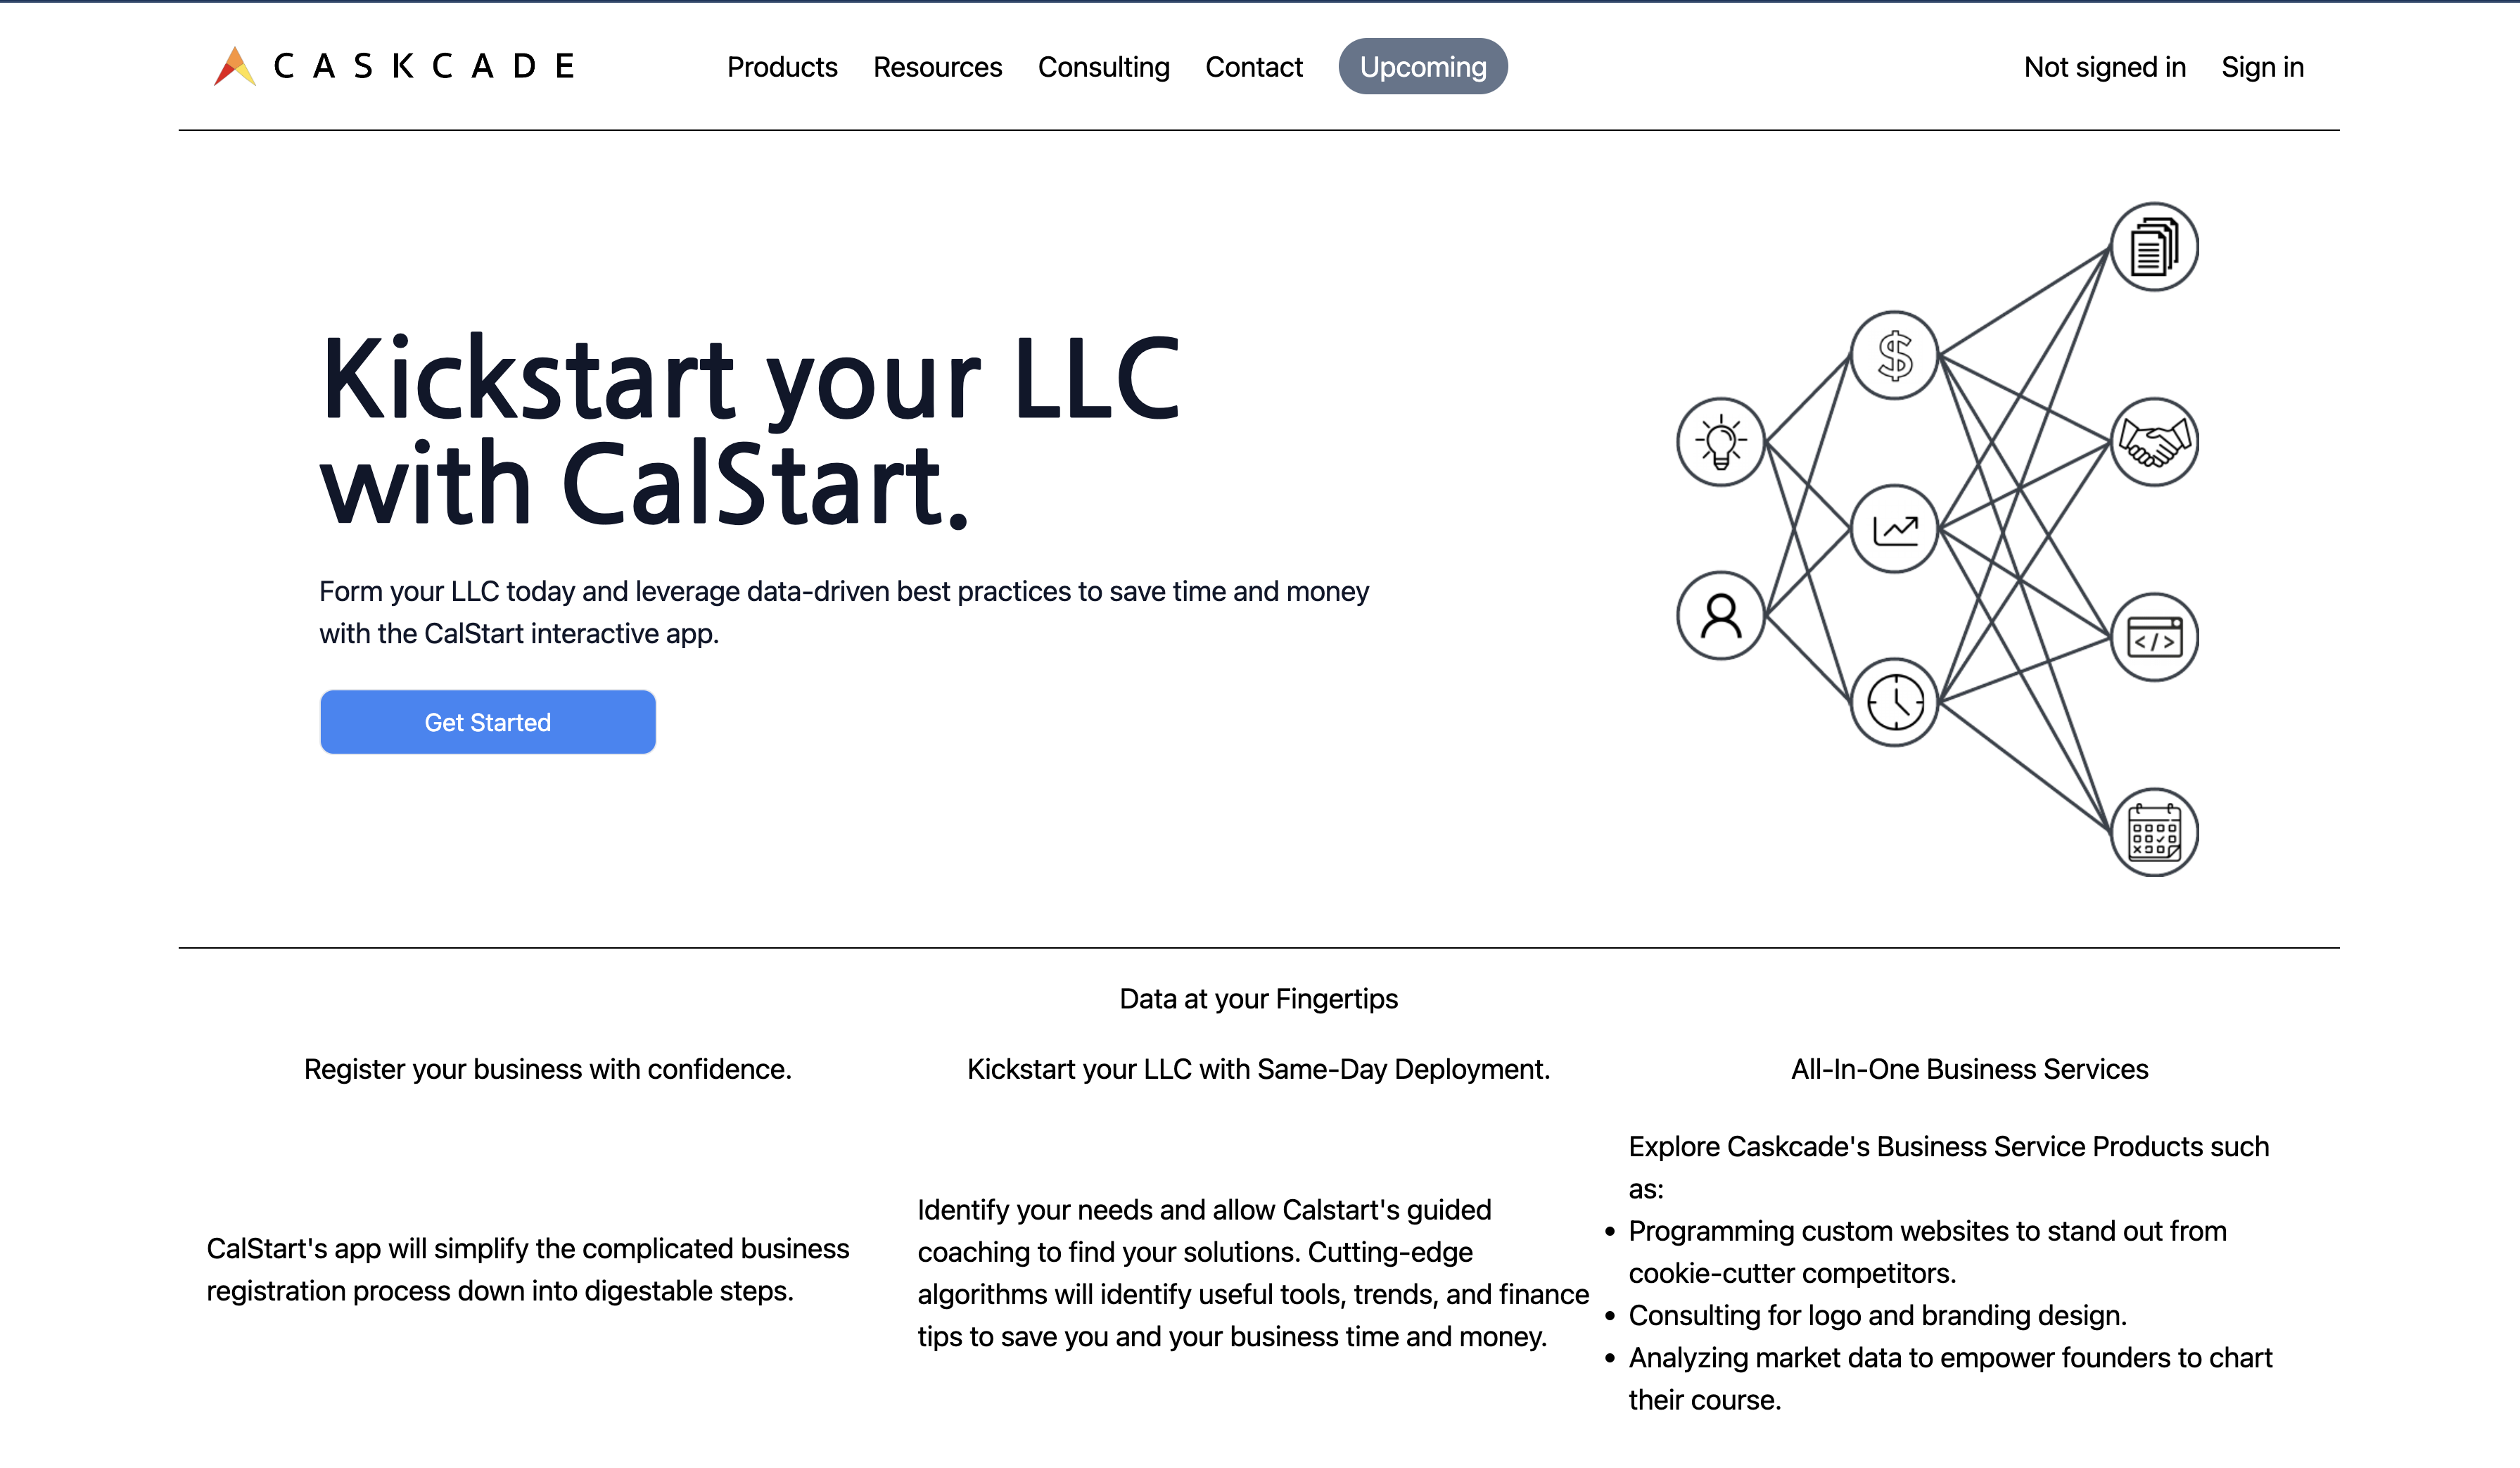 CASKCADE
Products Resources Consulting Contact Upcoming
Not signed in Sign in
Kickstart your LLC
with CalStart.
Form your LLC today and leverage data-driven best practices to save time and money
with the CalStart interactive app.
Get Started
$
</>
Data at your Fingertips
Register your business with confidence.
CalStart's app will simplify the complicated business
registration process down into digestable steps.
Kickstart your LLC with Same-Day Deployment.
Identify your needs and allow Calstart's guided
coaching to find your solutions. Cutting-edge
algorithms will identify useful tools, trends, and finance
tips to save you and your business time and money.
All-In-One Business Services
Explore Caskcade's Business Service Products such
as:
• Programming custom websites to stand out from
cookie-cutter competitors.
• Consulting for logo and branding design.
• Analyzing market data to empower founders to chart
their course.